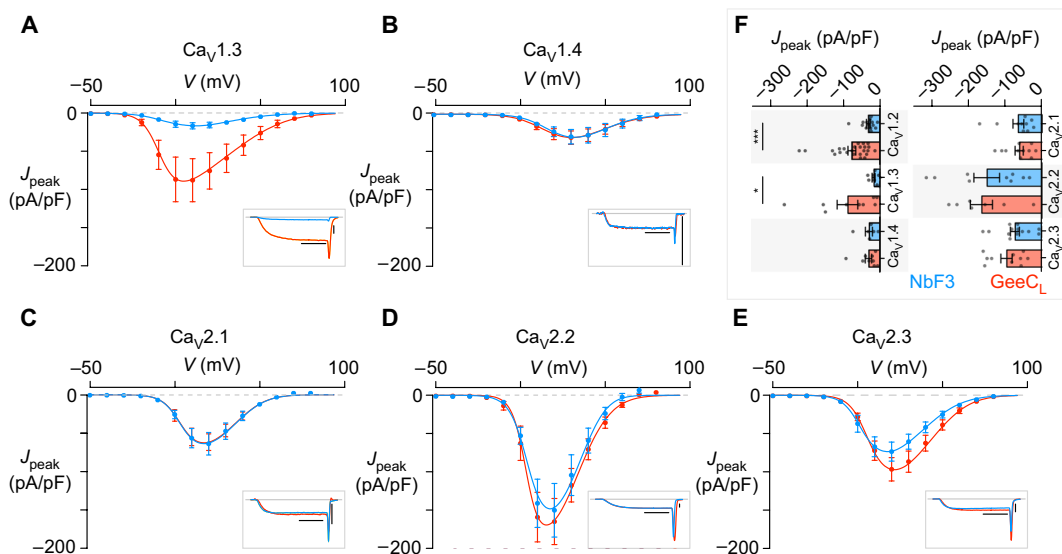 A
CaV1.3
V (mV)
−50
100
0
Jpeak
(pA/pF)
−200
B
CaV1.4
V (mV)
−50
100
0
Jpeak
(pA/pF)
−200
F
Jpeak (pA/pF)
−300
−200
−100
0
***
CaV1.2
*
CaV1.3
CaV1.4
Jpeak (pA/pF)
−300
−200
−100
0
CaV2.1
CaV2.2
CaV2.3
NbF3
GeeCL
C
CaV2.1
V (mV)
−50
100
0
Jpeak
(pA/pF)
−200
D
CaV2.2
V (mV)
−50
100
0
Jpeak
(pA/pF)
−200
E
CaV2.3
V (mV)
−50
100
0
Jpeak
(pA/pF)
−200